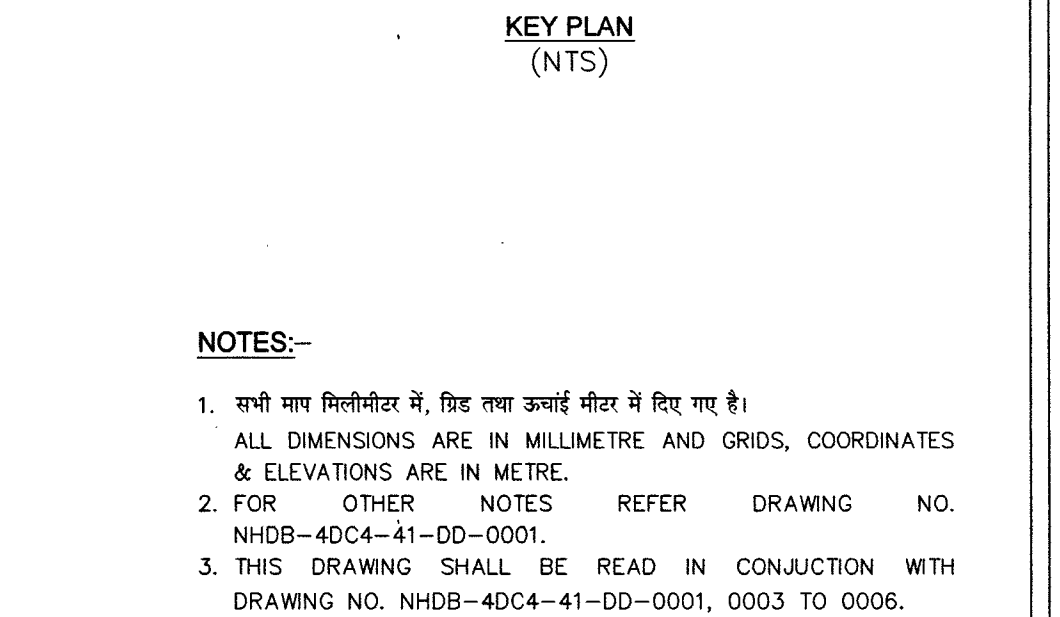 KEY PLAN
(NTS)
NOTES:—
1. सभी माप मिलीमीटर में, ग्रिड तथा ऊचांई मीटर में दिए गए है।
ALL DIMENSIONS ARE IN MILLIMETRE AND GRIDS, COORDINATES
& ELEVATIONS ARE IN METRE.
2. FOR OTHER NOTES REFER DRAWING NO.
NHDB–4DC4–41–DD–0001.
3. THIS DRAWING SHALL BE READ IN CONJUCTION WITH
DRAWING NO. NHDB–4DC4–41–DD–0001, 0003 TO 0006.